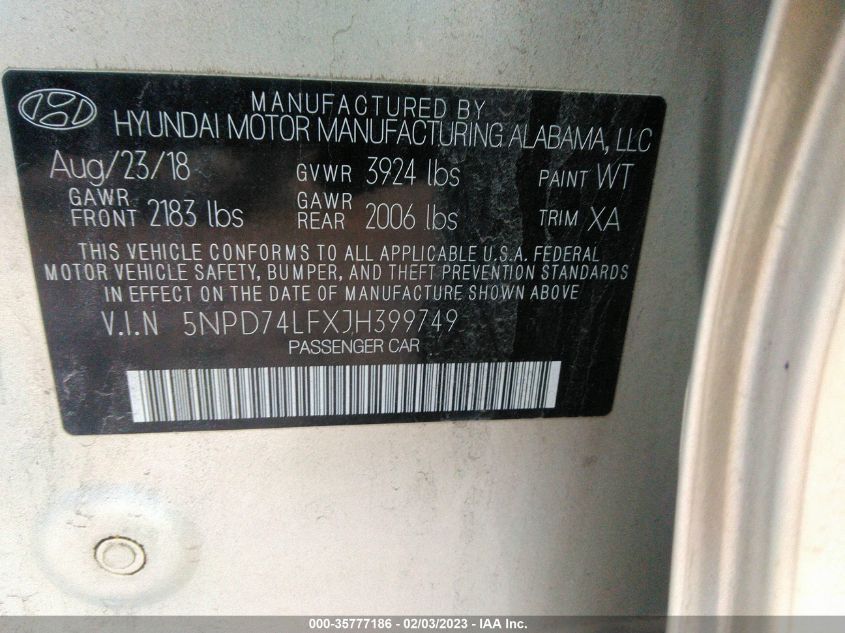 MANUFACTURED BY
HYUNDAI MOTOR MANUFACTURING ALABAMA, LLC
Aug/23/18 GVWR 3924 lbs PAINT WT
GAWR FRONT 2183 lbs GAWR REAR 2006 lbs TRIM XA
THIS VEHICLE CONFORMS TO ALL APPLICABLE U.S.A. FEDERAL
MOTOR VEHICLE SAFETY, BUMPER, AND THEFT PREVENTION STANDARDS
IN EFFECT ON THE DATE OF MANUFACTURE SHOWN ABOVE.
V.I.N 5NPD74LFXJH399749
PASSENGER CAR
000-35777186 - 02/03/2023 - IAA Inc.